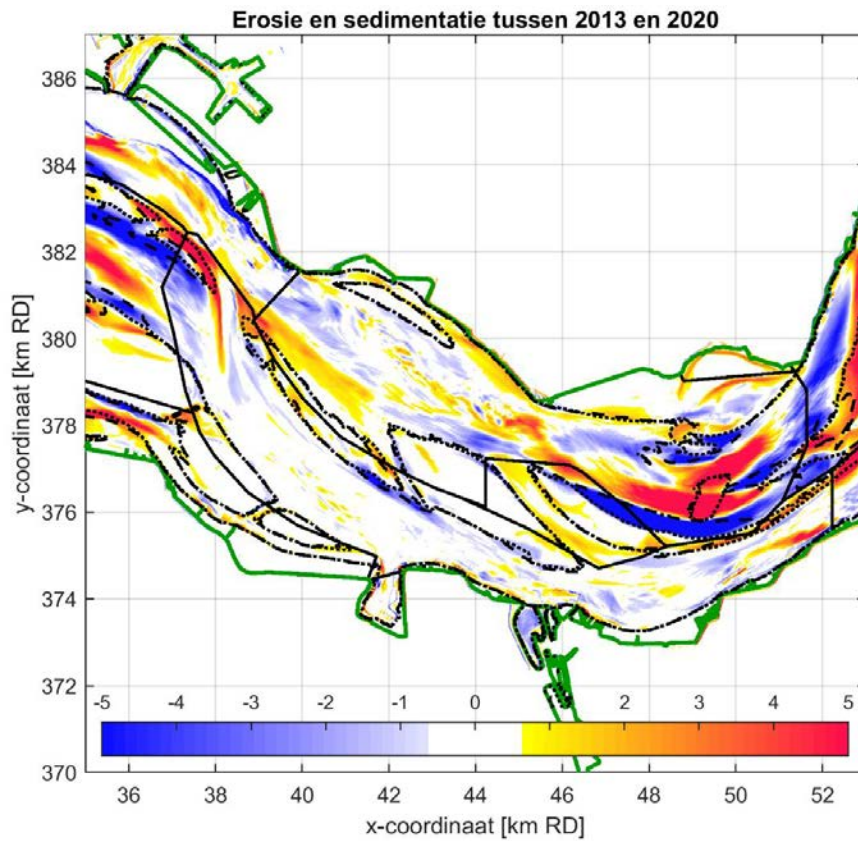 Erosie en sedimentatie tussen 2013 en 2020
386
384
382
380
378
376
374
372
370
y-coordinaat [km RD]
-5 -4 -3 -2 -1 0 2 3 4 5
36 38 40 42 44 46 48 50 52
x-coordinaat [km RD]